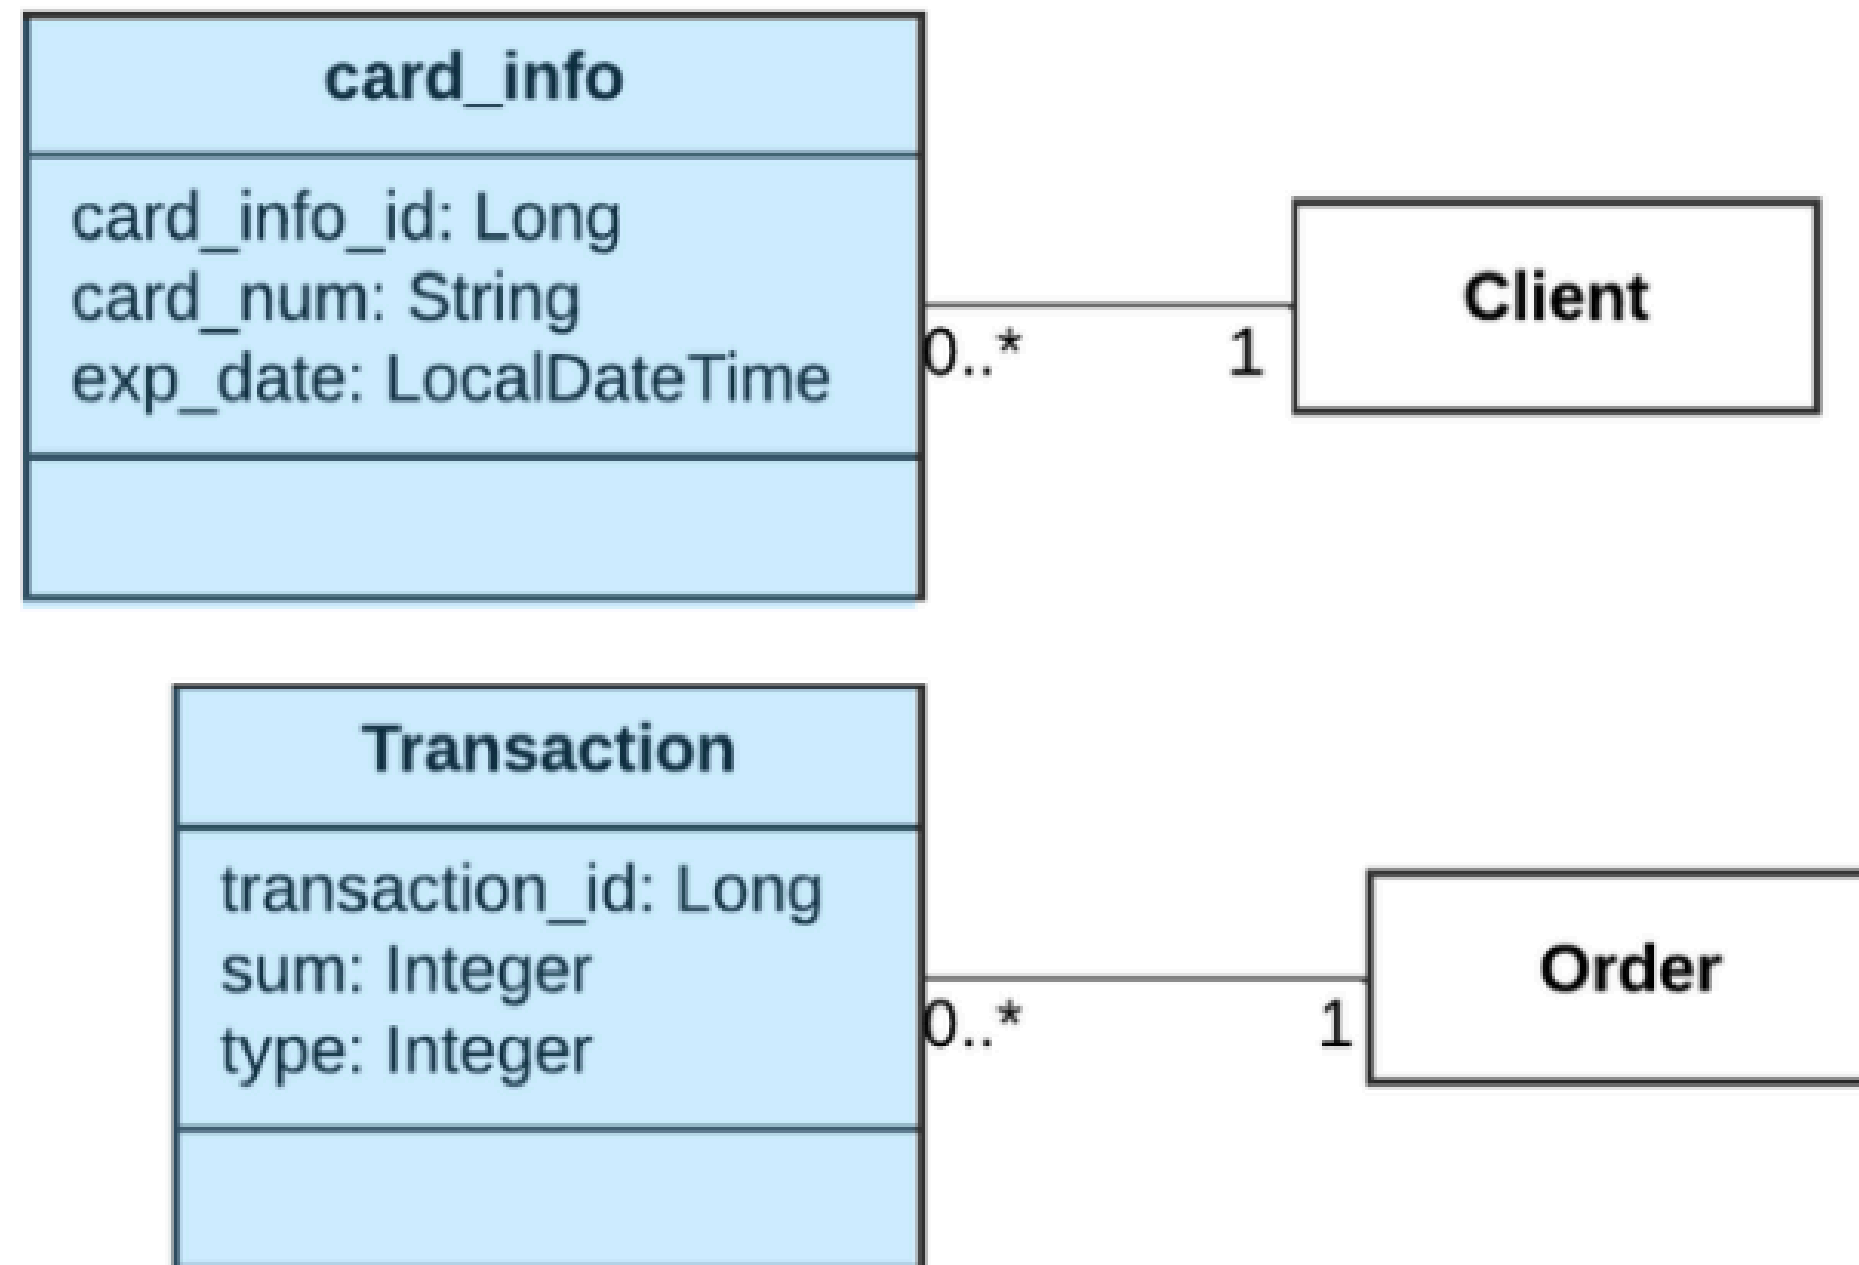 card_info
card_info_id: Long
card_num: String
exp_date: LocalDateTime
0..*
1
Client
Transaction
transaction_id: Long
sum: Integer
type: Integer
0..*
1
Order